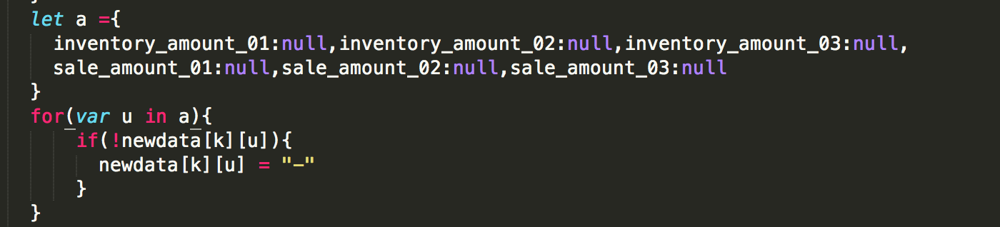 }
let a ={
inventory_amount_01:null,inventory_amount_02:null,inventory_amount_03:null,
sale_amount_01:null,sale_amount_02:null,sale_amount_03:null
}
for(var u in a){
if(!newdata[k][u]){
newdata[k][u] = "—"
}
}